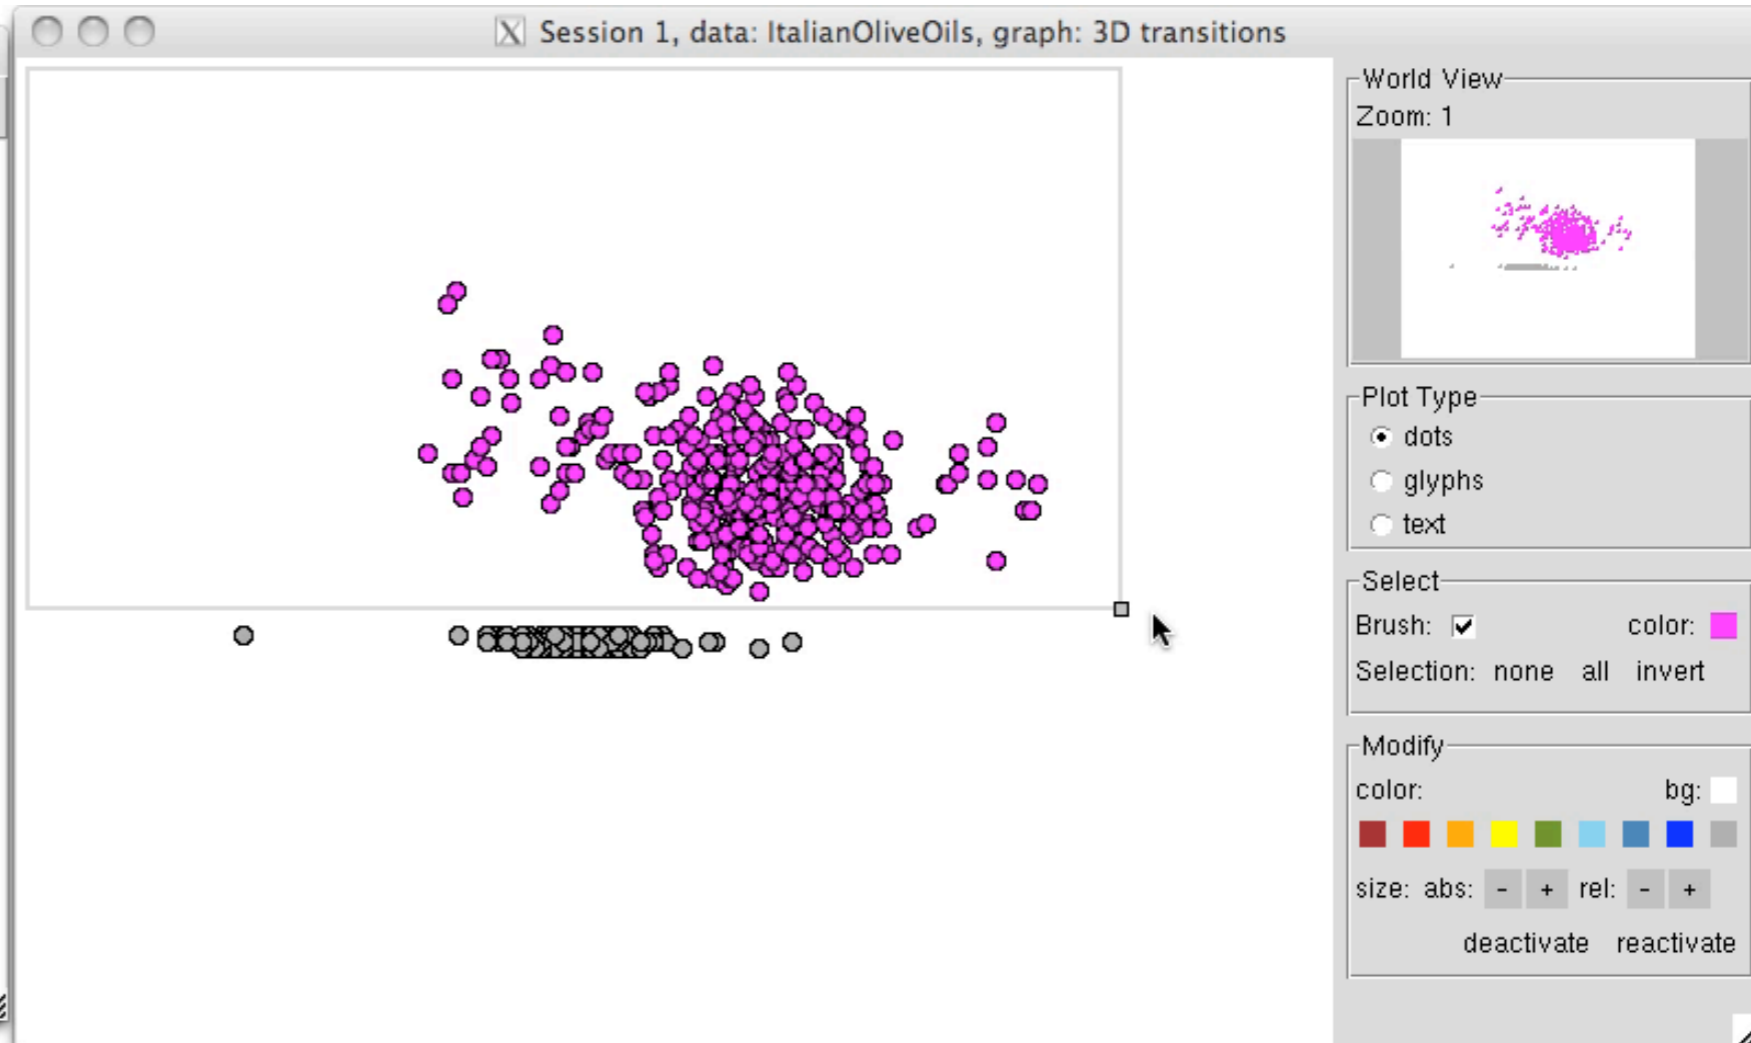 Session 1, data: ItalianOliveOils, graph: 3D transitions
World View
Zoom: 1
Plot Type
dots
glyphs
text
Select
Brush: color:
Selection: none all invert
Modify
color: bg:
size: abs: - + rel: - +
deactivate reactivate